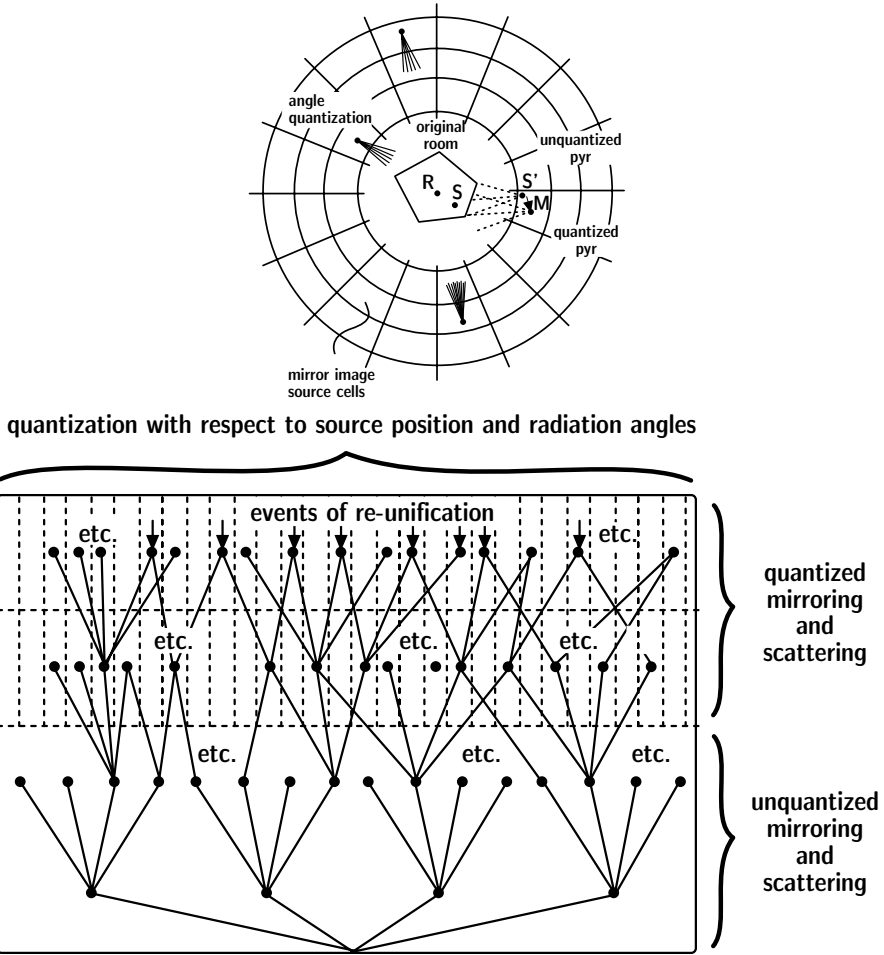 angle
quantization
original
room
unquantized
pyr
R
S
S'
M
quantized
pyr
mirror image
source cells
quantization with respect to source position and radiation angles
events of re-unification
etc.
etc.
quantized
mirroring
and
scattering
etc.
etc.
etc.
etc.
etc.
etc.
unquantized
mirroring
and
scattering